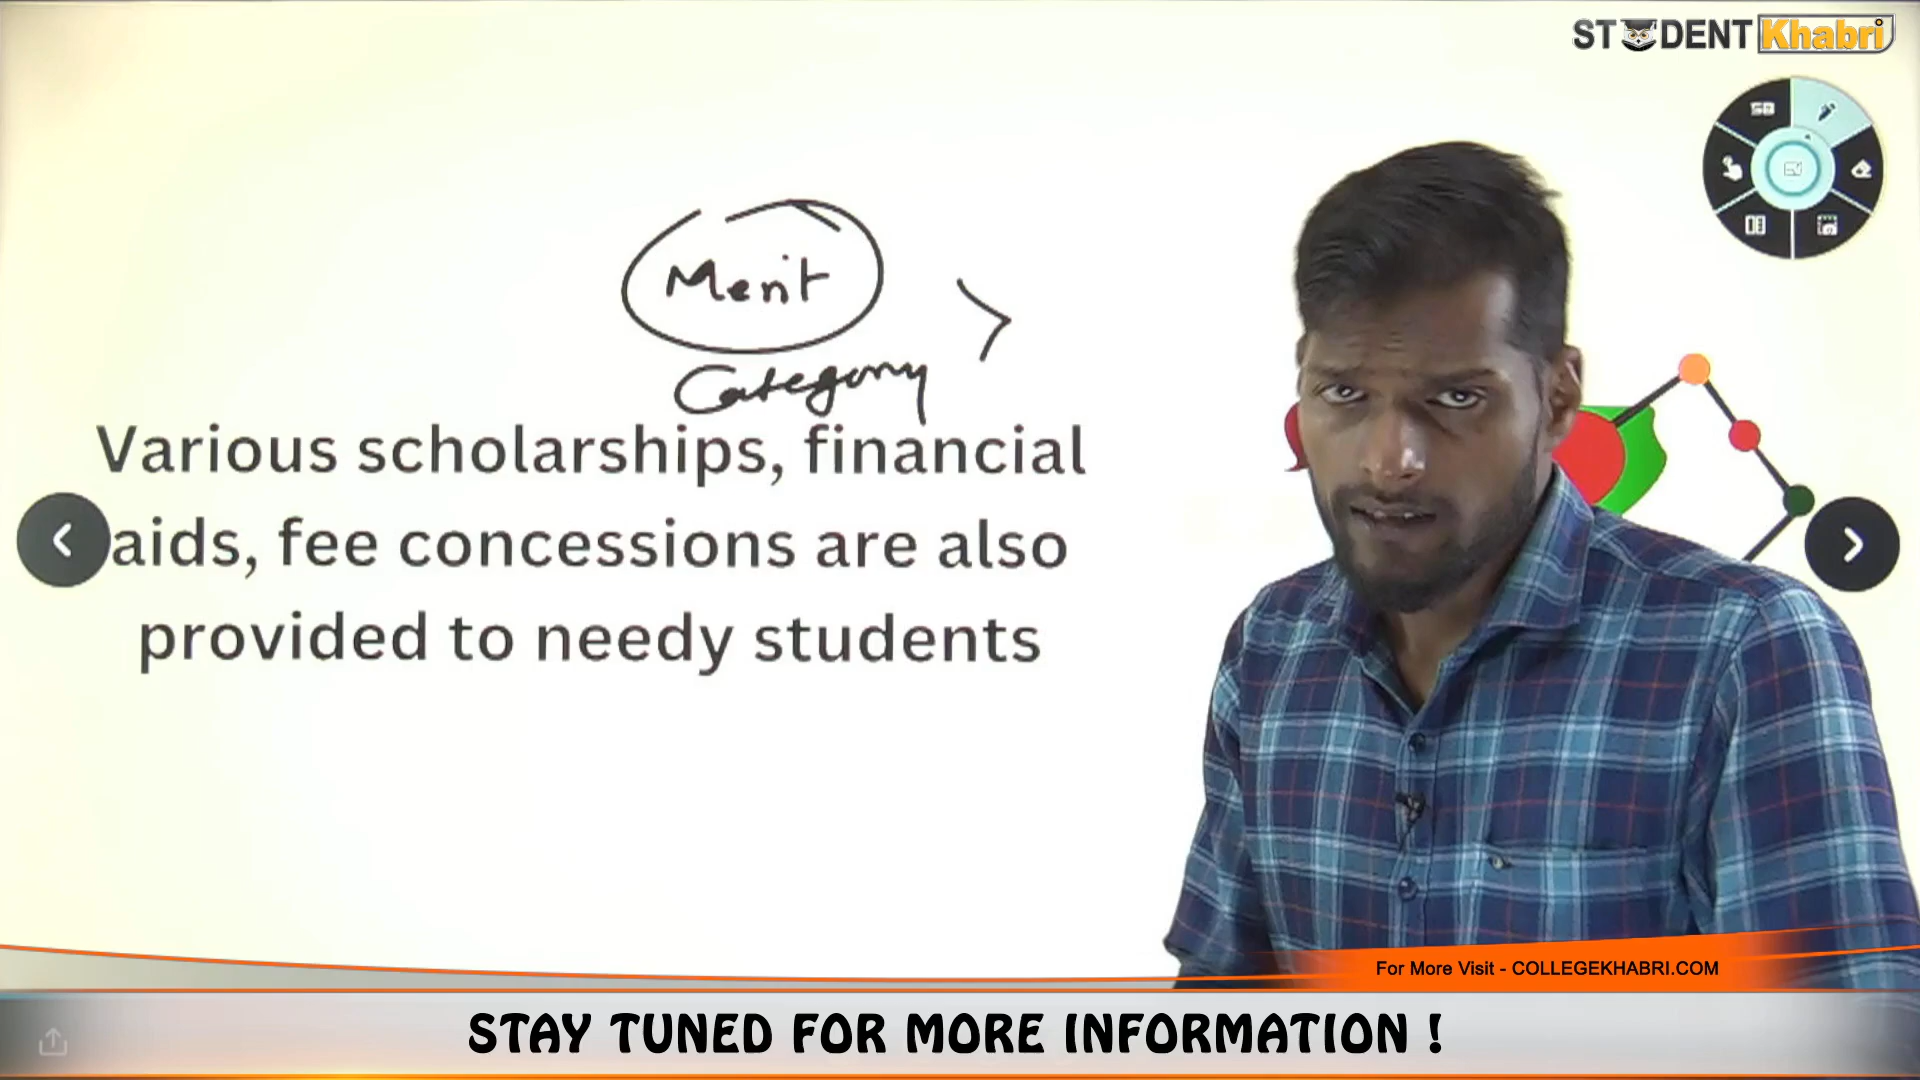 STUDENT Khabri
Merit
Category
Various scholarships, financial
aids, fee concessions are also
provided to needy students
For More Visit - COLLEGEKHABRI.COM
STAY TUNED FOR MORE INFORMATION !